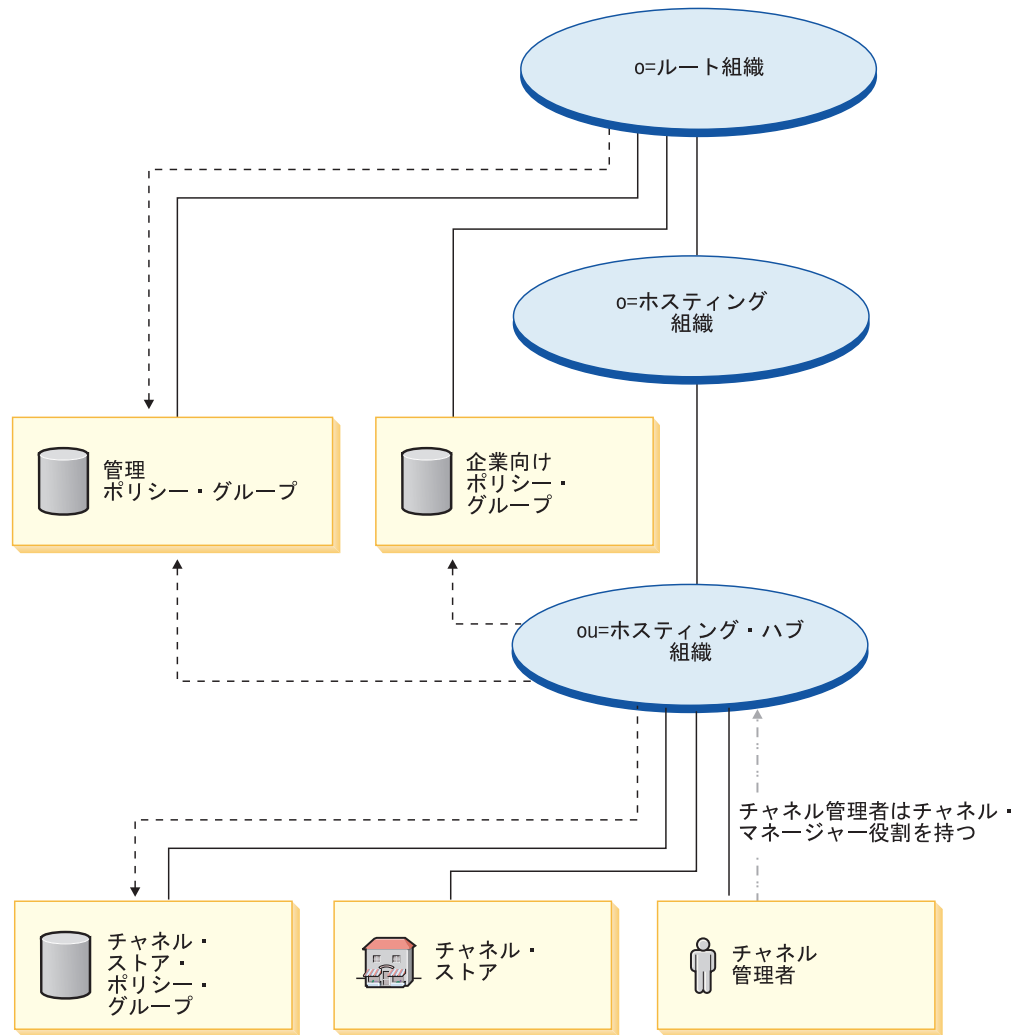 o=ルート組織
o=ホスティング
組織
管理
ポリシー・グループ
企業向け
ポリシー・
グループ
ou=ホスティング・ハブ
組織
チャネル管理者はチャネル・
マネージャー役割を持つ
チャネル・
ストア・
ポリシー・
グループ
チャネル・
ストア
チャネル
管理者